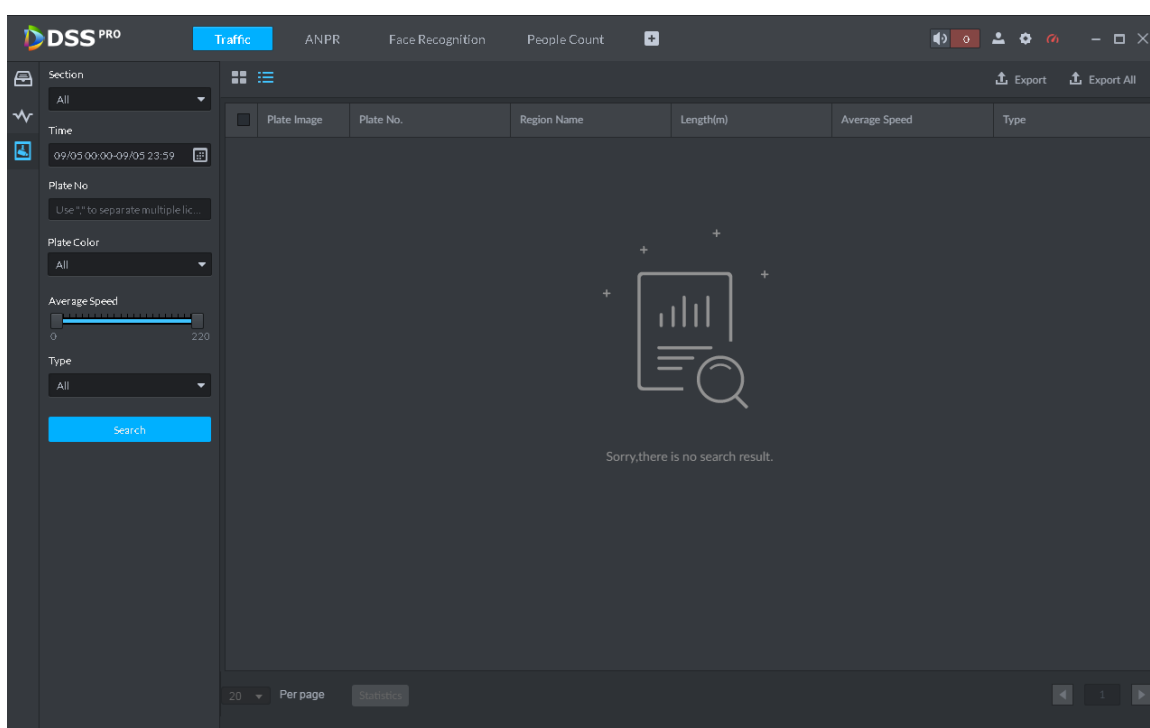 DSS PRO Traffic ANPR Face Recognition People Count 0
Section
All
Time
09/05 00:00-09/05 23:59
Plate No
Use "," to separate multiple lic...
Plate Color
All
Average Speed
0 220
Type
All
Search
Export Export All
Plate Image Plate No. Region Name Length(m) Average Speed Type
Sorry,there is no search result.
20 Per page Statistics 1